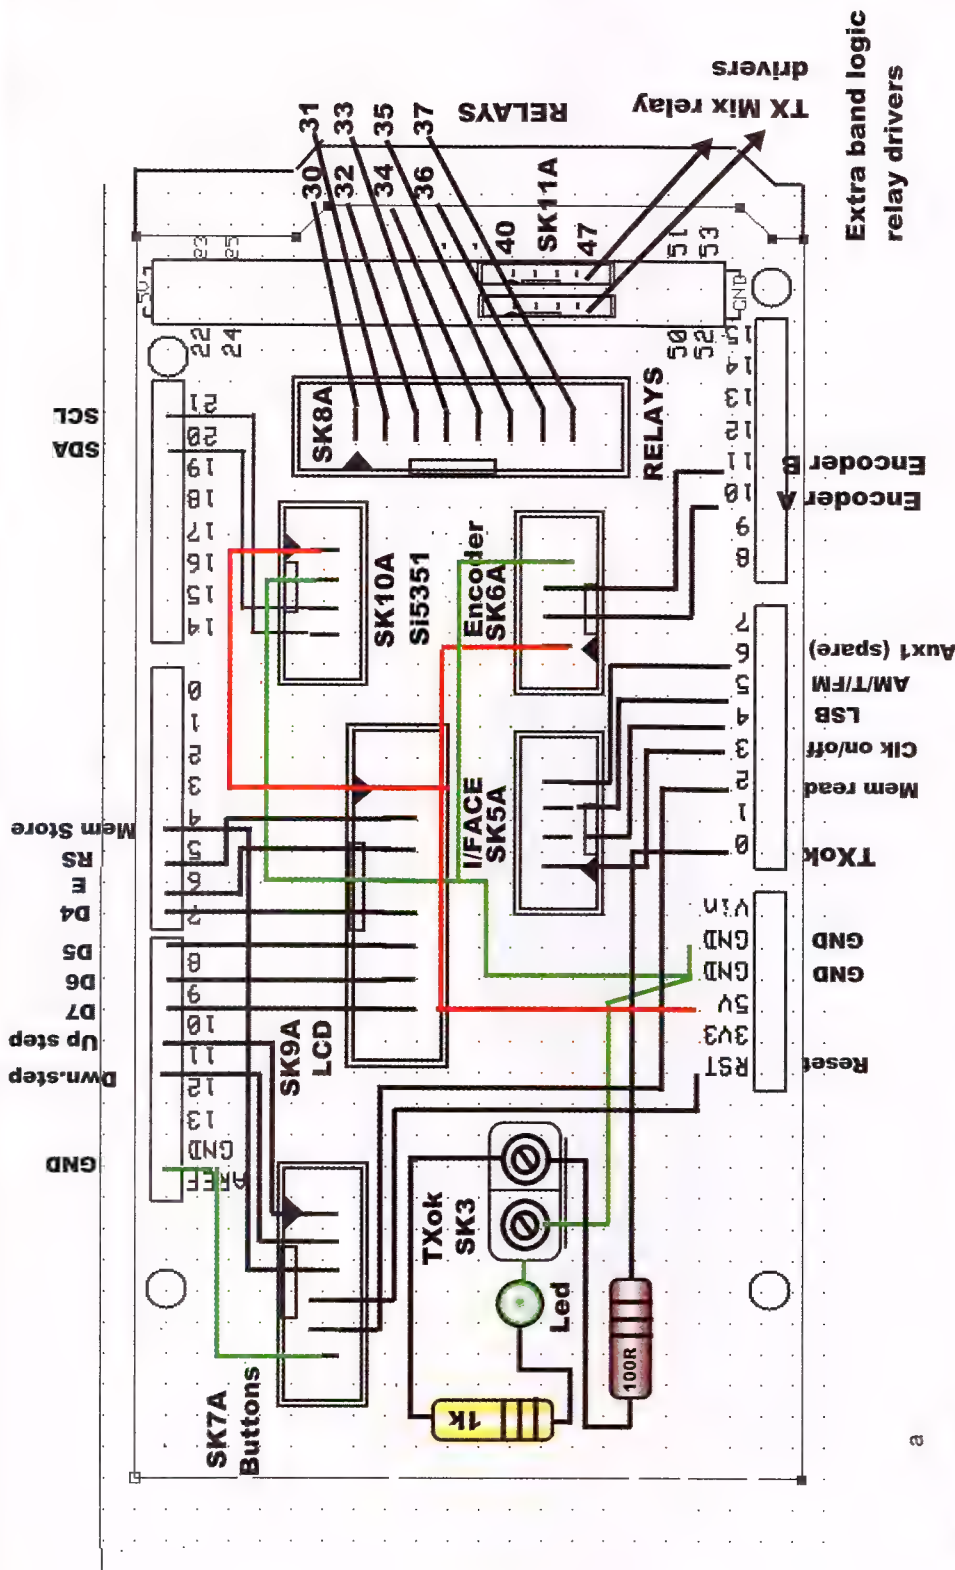 Extra band logic
relay drivers
TX Mix relay
drivers
RELAYS
31
33
35
37
30
32
34
36
SK11A
40
47
5V
23
25
22
24
51
53
50
52
GND
SCL
SDA
21
20
19
18
17
16
15
14
SK8A
RELAYS
15
14
13
12
11
10
9
8
Encoder B
Encoder A
SK10A
Si5351
Encoder
SK6A
0
1
2
3
4
5
6
7
Mem Store
RS
E
D4
D5
D6
D7
Up step
Dwn.step
GND
8
9
10
11
12
13
GND
AREF
SK9A
LCD
I/FACE
SK5A
7
6
5
4
3
2
1
0
Aux1 (spare)
AM/T/FM
LSB
Clk on/off
Mem read
TXok
Vin
GND
GND
5V
3V3
RST
GND
GND
Reset
TXok
SK3
Led
1k
100R
SK7A
Buttons
a